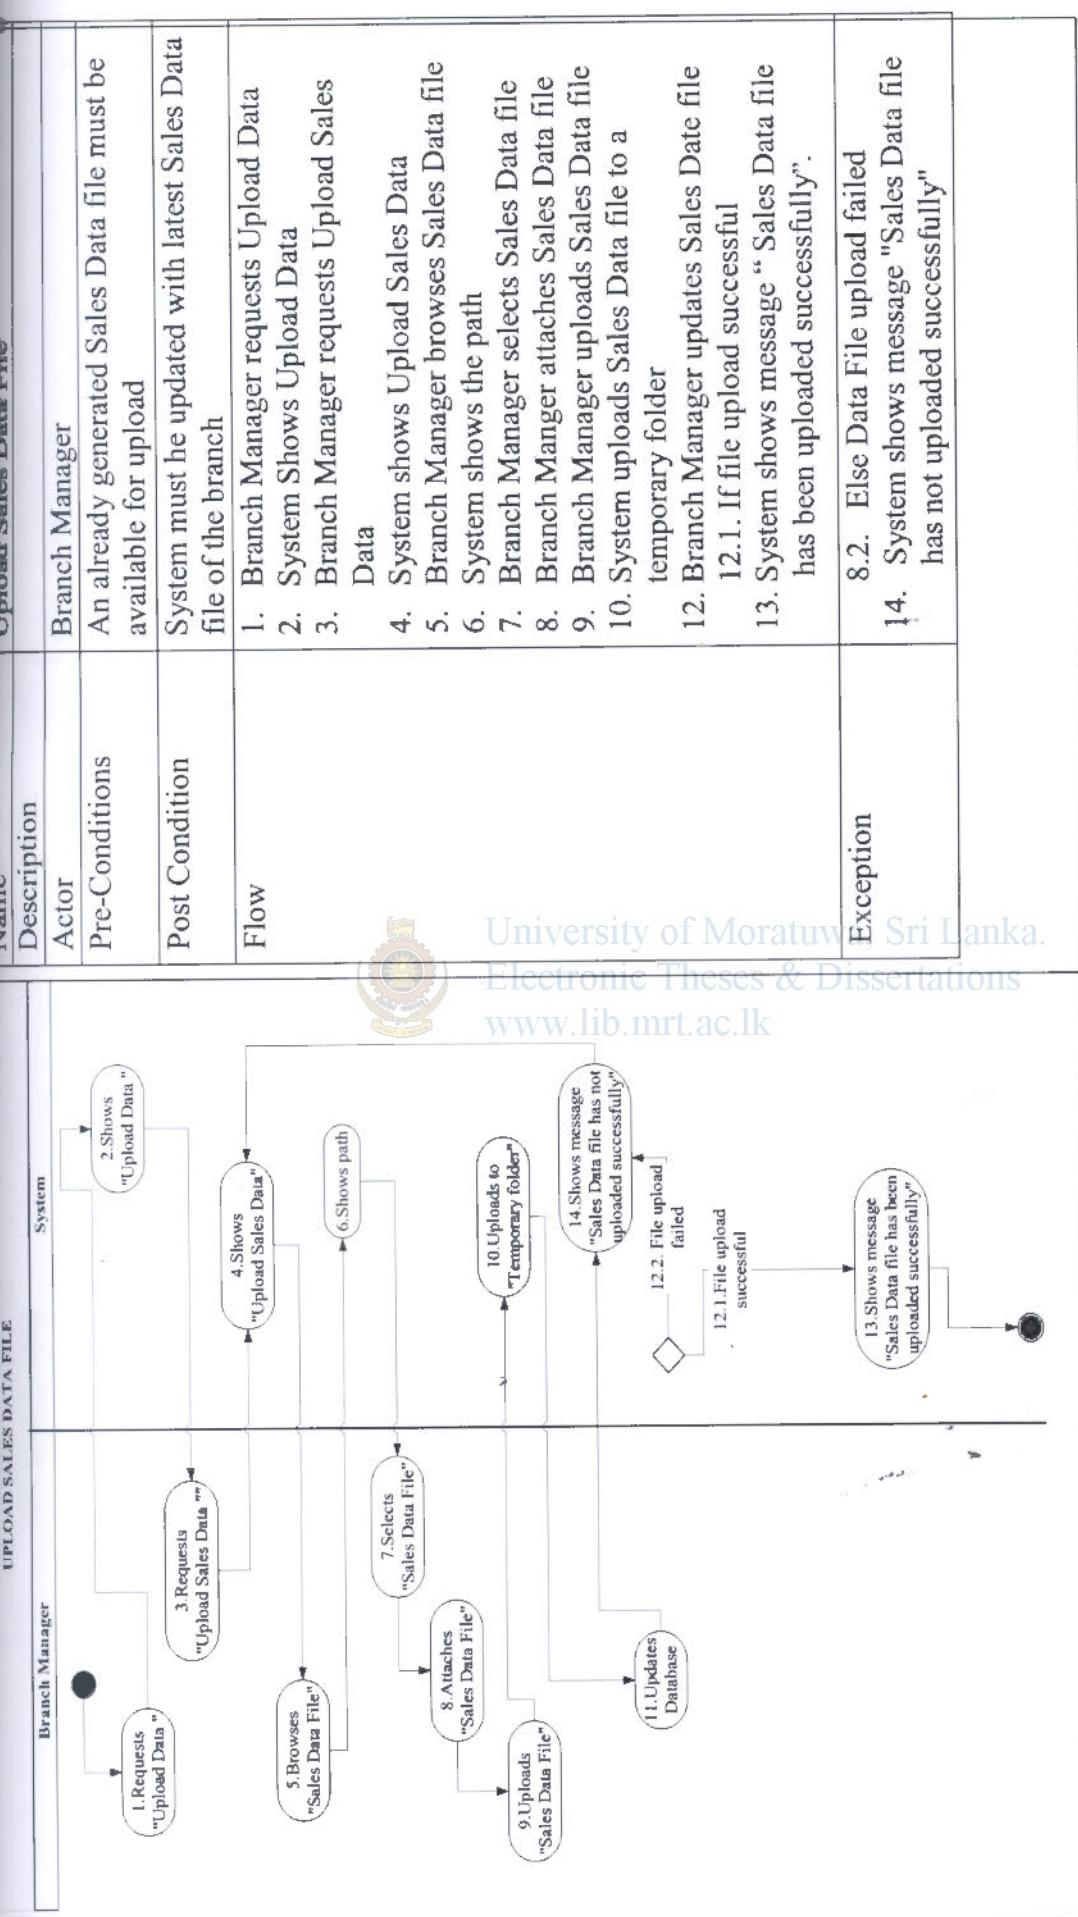 UPLOAD SALES DATA FILE
Branch Manager
System
1.Requests
"Upload Data "
2.Shows
"Upload Data "
3.Requests
"Upload Sales Data ""
4.Shows
"Upload Sales Data"
5.Browses
"Sales Data File"
6.Shows path
7.Selects
"Sales Data File"
8.Attaches
"Sales Data File"
9.Uploads
"Sales Data File"
10.Uploads to
"Temporary folder"
11.Updates
Database
14.Shows message
"Sales Data file has not
uploaded successfully"
12.2. File upload
failed
12.1.File upload
successful
13.Shows message
"Sales Data file has been
uploaded successfully"
Name
Upload Sales Data File
Description
Actor
Branch Manager
Pre-Conditions
An already generated Sales Data file must be
available for upload
Post Condition
System must be updated with latest Sales Data
file of the branch
Flow
1. Branch Manager requests Upload Data
2. System Shows Upload Data
3. Branch Manager requests Upload Sales
Data
4. System shows Upload Sales Data
5. Branch Manager browses Sales Data file
6. System shows the path
7. Branch Manager selects Sales Data file
8. Branch Manger attaches Sales Data file
9. Branch Manager uploads Sales Data file
10. System uploads Sales Data file to a
temporary folder
12. Branch Manager updates Sales Date file
12.1. If file upload successful
13. System shows message “ Sales Data file
has been uploaded successfully”.
Exception
8.2. Else Data File upload failed
14. System shows message "Sales Data file
has not uploaded successfully"
University of Moratuwa, Sri Lanka.
Electronic Theses & Dissertations
www.lib.mrt.ac.lk